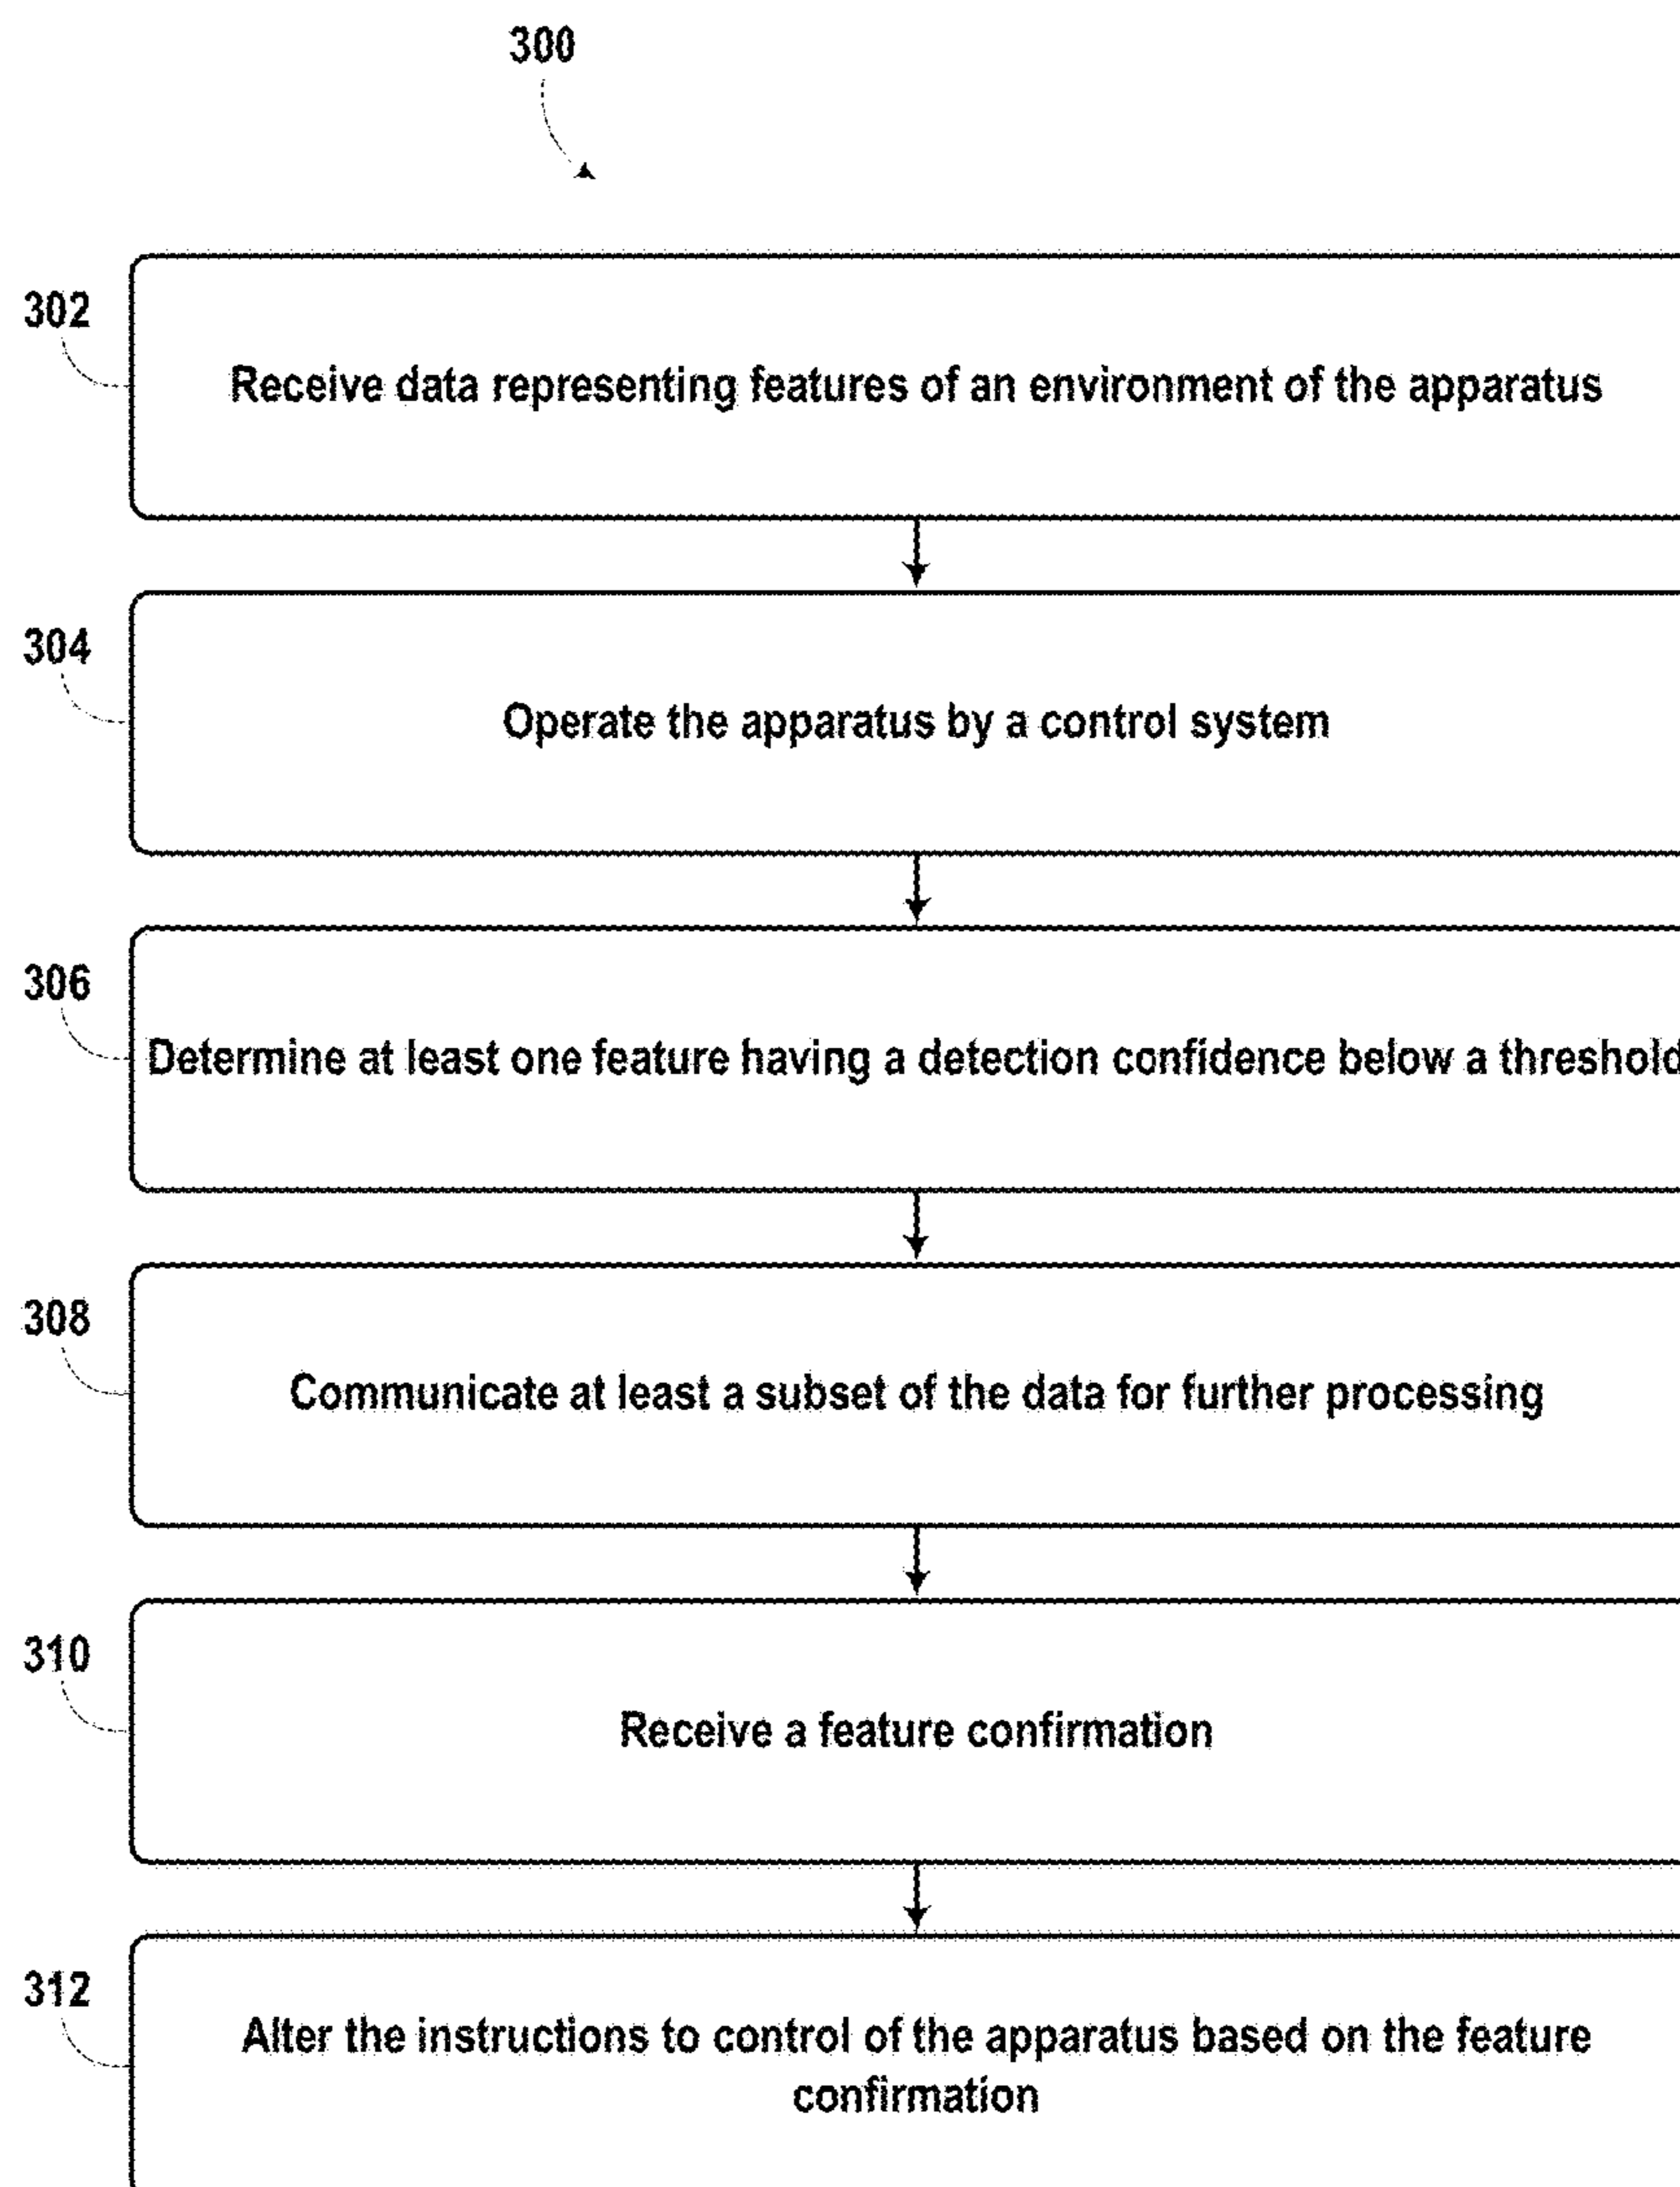 300
302
Receive data representing features of an environment of the apparatus
304
Operate the apparatus by a control system
306
Determine at least one feature having a detection confidence below a threshold
308
Communicate at least a subset of the data for further processing
310
Receive a feature confirmation
312
Alter the instructions to control of the apparatus based on the feature
confirmation